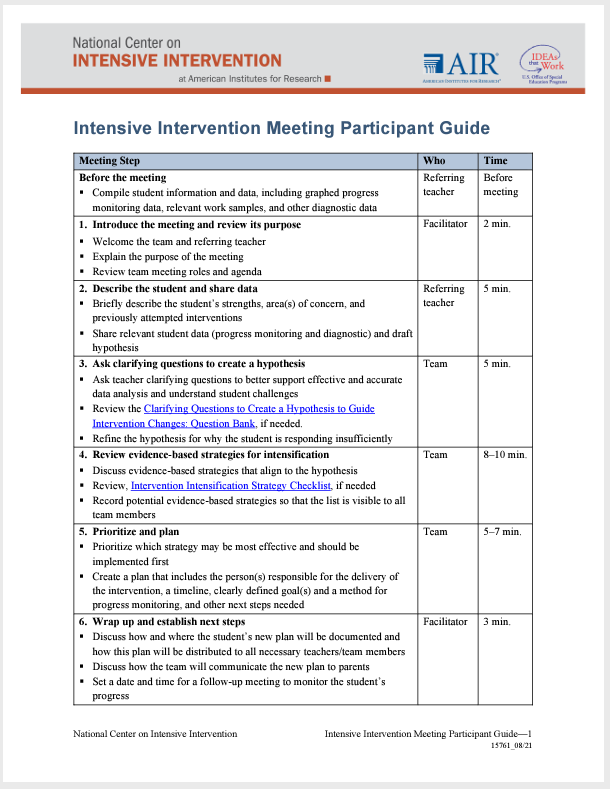 National Center on
INTENSIVE INTERVENTION
at American Institutes for Research ■
AIR®
AMERICAN INSTITUTES FOR RESEARCH®
IDEAs
that
Work
U.S. Office of Special
Education Programs
Intensive Intervention Meeting Participant Guide
Meeting Step Who Time
Before the meeting Referring teacher Before meeting
▪ Compile student information and data, including graphed progress
monitoring data, relevant work samples, and other diagnostic data
1. Introduce the meeting and review its purpose Facilitator 2 min.
▪ Welcome the team and referring teacher
▪ Explain the purpose of the meeting
▪ Review team meeting roles and agenda
2. Describe the student and share data Referring teacher 5 min.
▪ Briefly describe the student’s strengths, area(s) of concern, and
previously attempted interventions
▪ Share relevant student data (progress monitoring and diagnostic) and draft
hypothesis
3. Ask clarifying questions to create a hypothesis Team 5 min.
▪ Ask teacher clarifying questions to better support effective and accurate
data analysis and understand student challenges
▪ Review the Clarifying Questions to Create a Hypothesis to Guide
Intervention Changes: Question Bank, if needed.
▪ Refine the hypothesis for why the student is responding insufficiently
4. Review evidence-based strategies for intensification Team 8–10 min.
▪ Discuss evidence-based strategies that align to the hypothesis
▪ Review, Intervention Intensification Strategy Checklist, if needed
▪ Record potential evidence-based strategies so that the list is visible to all
team members
5. Prioritize and plan Team 5–7 min.
▪ Prioritize which strategy may be most effective and should be
implemented first
▪ Create a plan that includes the person(s) responsible for the delivery of
the intervention, a timeline, clearly defined goal(s) and a method for
progress monitoring, and other next steps needed
6. Wrap up and establish next steps Facilitator 3 min.
▪ Discuss how and where the student’s new plan will be documented and
how this plan will be distributed to all necessary teachers/team members
▪ Discuss how the team will communicate the new plan to parents
▪ Set a date and time for a follow-up meeting to monitor the student’s
progress
National Center on Intensive Intervention Intensive Intervention Meeting Participant Guide—1
15761_08/21